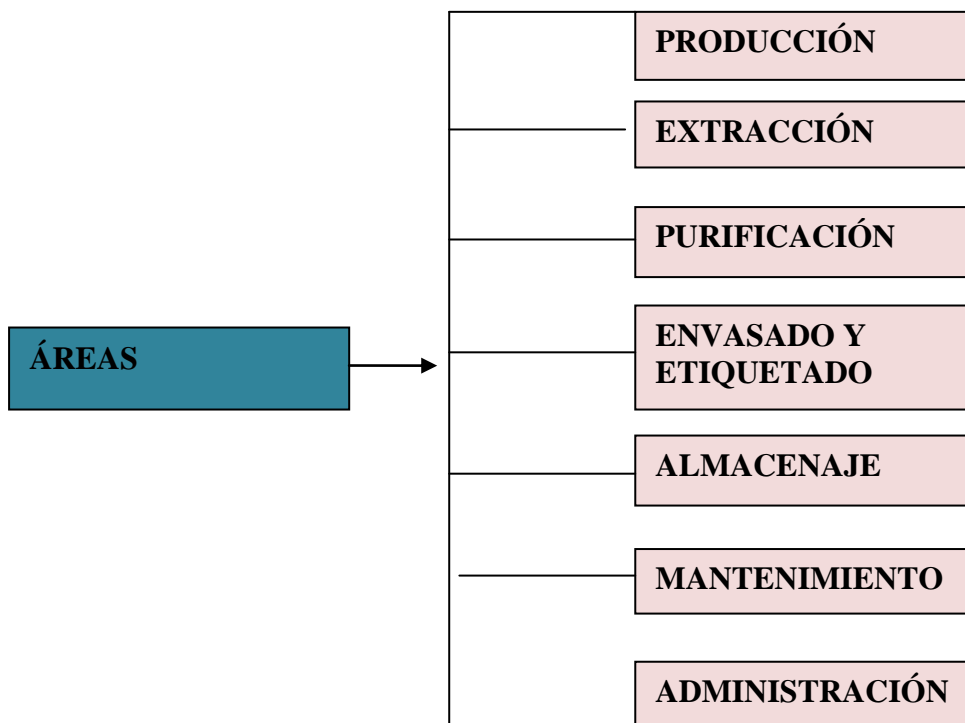 PRODUCCIÓN
EXTRACCIÓN
PURIFICACIÓN
ÁREAS
ENVASADO Y
ETIQUETADO
ALMACENAJE
MANTENIMIENTO
ADMINISTRACIÓN